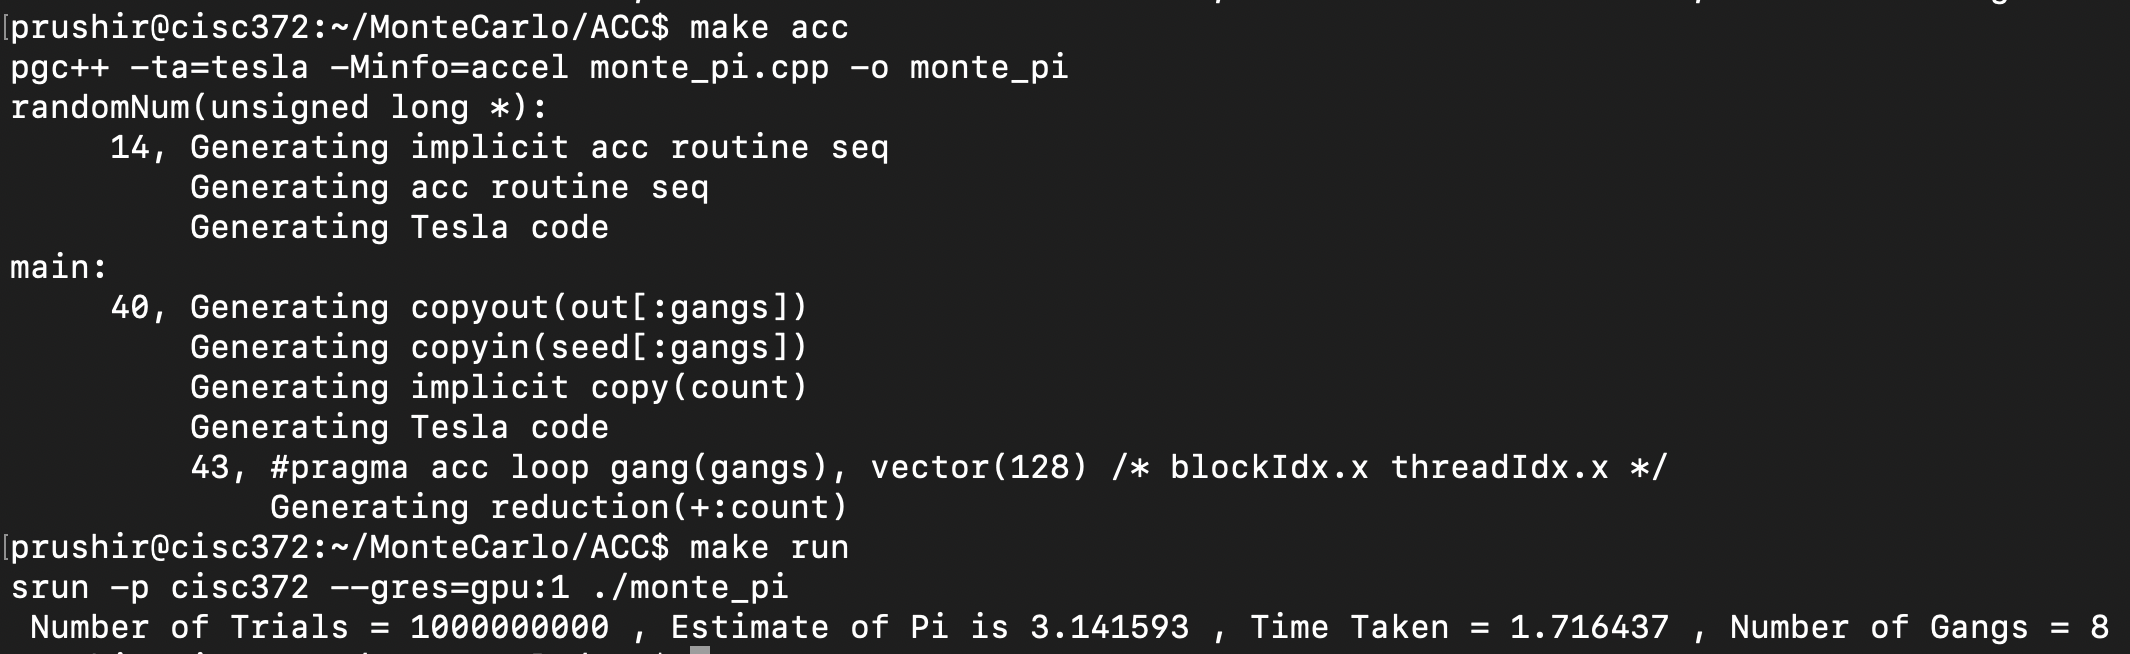 [prushir@cisc372:~/MonteCarlo/ACC$ make acc
pgc++ -ta=tesla -Minfo=accel monte_pi.cpp -o monte_pi
randomNum(unsigned long *):
     14, Generating implicit acc routine seq
         Generating acc routine seq
         Generating Tesla code
main:
     40, Generating copyout(out[:gangs])
         Generating copyin(seed[:gangs])
         Generating implicit copy(count)
         Generating Tesla code
         43, #pragma acc loop gang(gangs), vector(128) /* blockIdx.x threadIdx.x */
             Generating reduction(+:count)
[prushir@cisc372:~/MonteCarlo/ACC$ make run
srun -p cisc372 --gres=gpu:1 ./monte_pi
 Number of Trials = 1000000000 , Estimate of Pi is 3.141593 , Time Taken = 1.716437 , Number of Gangs = 8